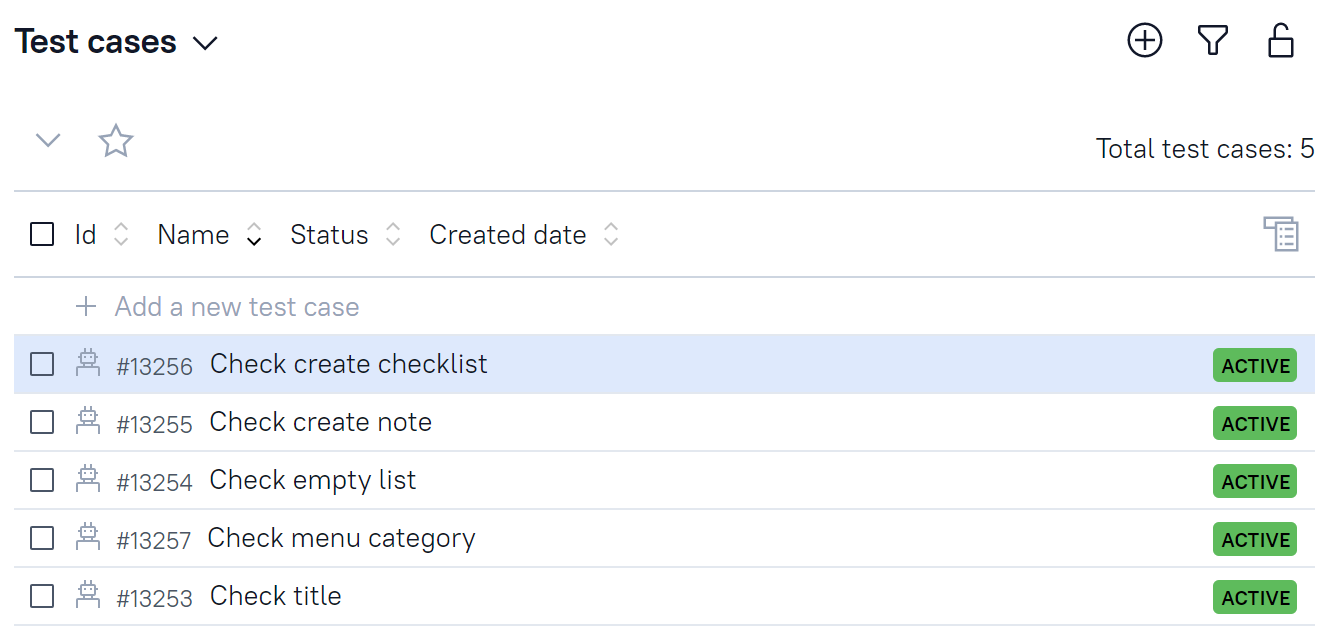 Test cases
Total test cases: 5
Id Name Status Created date
Add a new test case
#13256 Check create checklist ACTIVE
#13255 Check create note ACTIVE
#13254 Check empty list ACTIVE
#13257 Check menu category ACTIVE
#13253 Check title ACTIVE